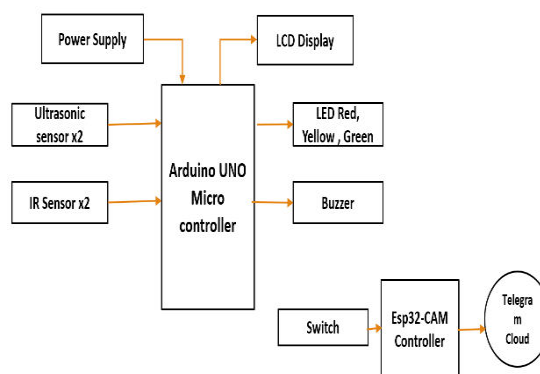 Power Supply
LCD Display
Ultrasonic
sensor x2
IR Sensor x2
Arduino UNO
Micro
controller
LED Red,
Yellow , Green
Buzzer
Switch
Esp32-CAM
Controller
Telegra
m
Cloud